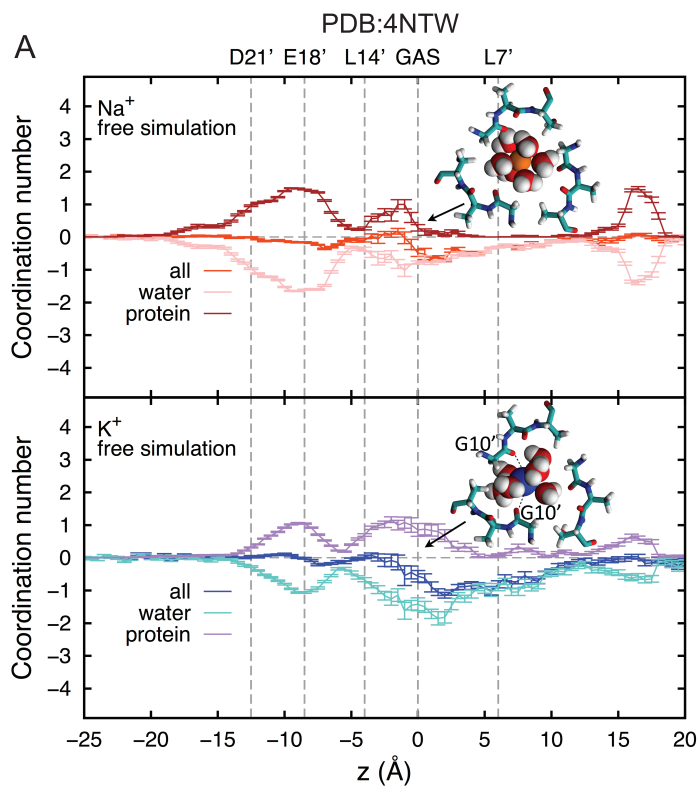 PDB:4NTW
A
D21’ E18’ L14’ GAS L7’
Na+
free simulation
Coordination number
4
3
2
1
0
−1
−2
−3
−4
all
water
protein
K+
free simulation
G10’
G10’
Coordination number
4
3
2
1
0
−1
−2
−3
−4
all
water
protein
−25 −20 −15 −10 −5 0 5 10 15 20
z (Å)